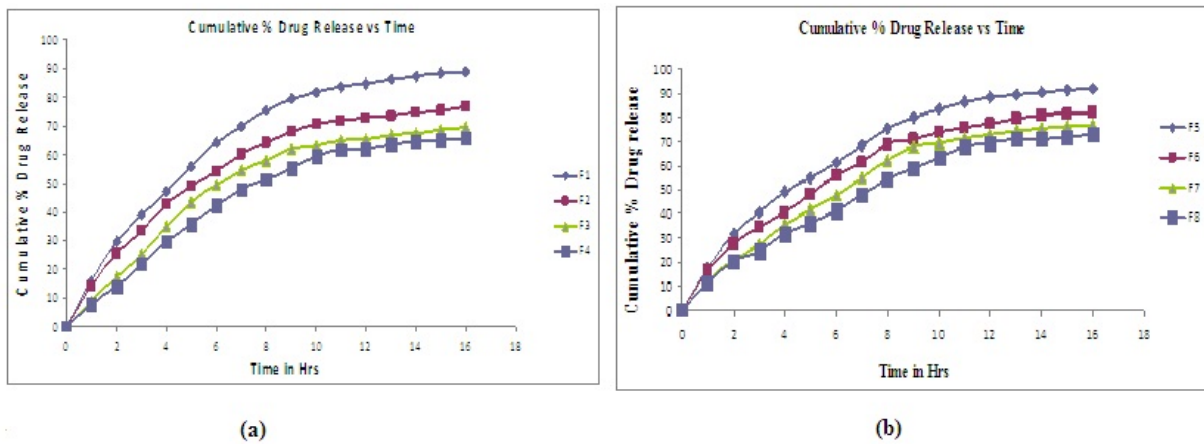 (a)
Cumulative % Drug Release vs Time
Cumulative % Drug Release
100
90
80
70
60
50
40
30
20
10
0
0 2 4 6 8 10 12 14 16 18
Time in Hrs
F1
F2
F3
F4
(a)
(b)
Cumulative % Drug Release vs Time
Cumulative % Drug release
100
90
80
70
60
50
40
30
20
10
0
0 2 4 6 8 10 12 14 16 18
Time in Hrs
F5
F6
F7
F8
(b)